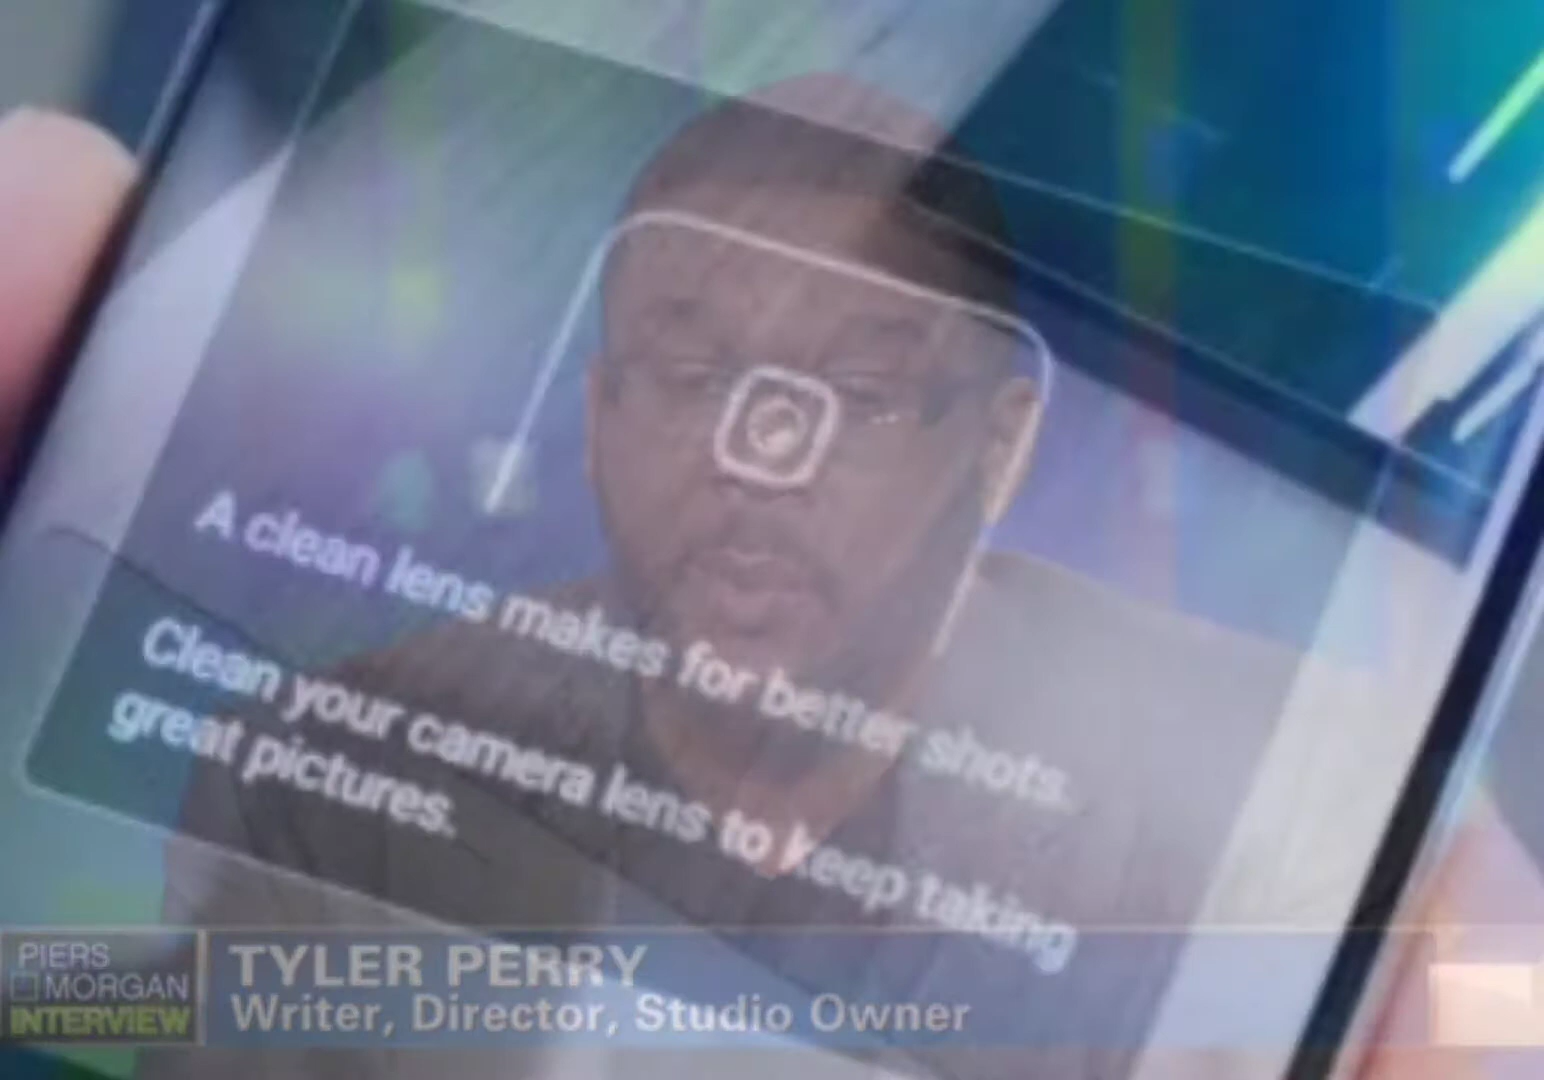 A clean lens makes for better shots.
Clean your camera lens to keep taking
great pictures.
PIERS
MORGAN
INTERVIEW
TYLER PERRY
Writer, Director, Studio Owner